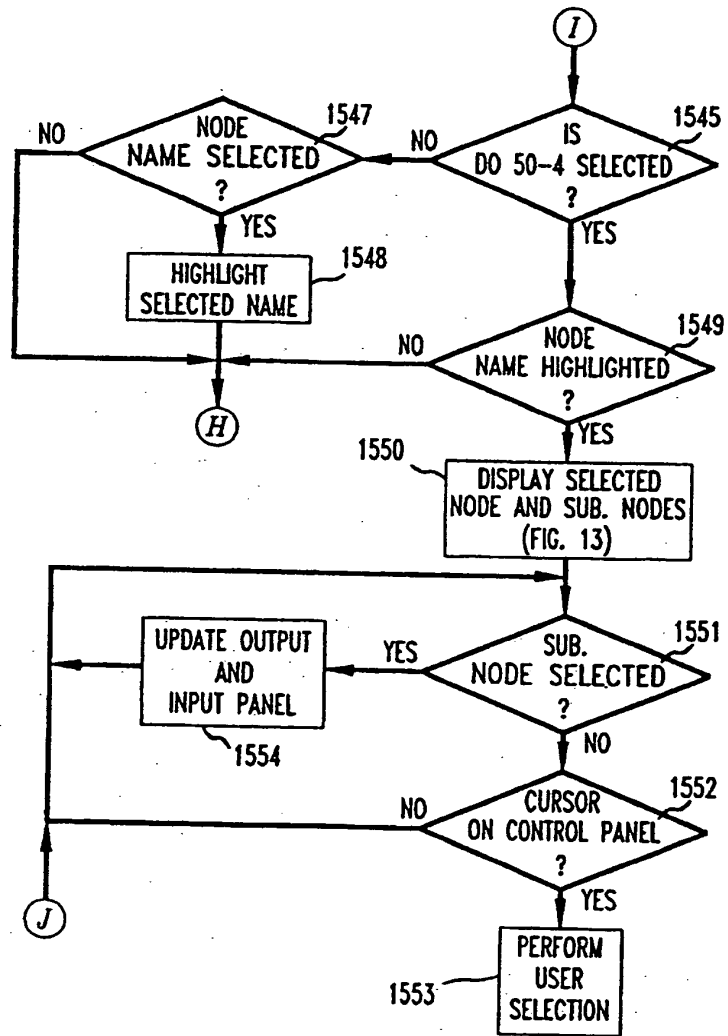 I
1545
IS
DO 50-4 SELECTED
?
NO
YES
1547
NODE
NAME SELECTED
?
NO
YES
1548
HIGHLIGHT
SELECTED NAME
H
1549
NODE
NAME HIGHLIGHTED
?
NO
YES
1550
DISPLAY SELECTED
NODE AND SUB. NODES
(FIG. 13)
1551
SUB.
NODE SELECTED
?
YES
NO
UPDATE OUTPUT
AND
INPUT PANEL
1554
1552
CURSOR
ON CONTROL PANEL
?
NO
YES
J
PERFORM
USER
SELECTION
1553